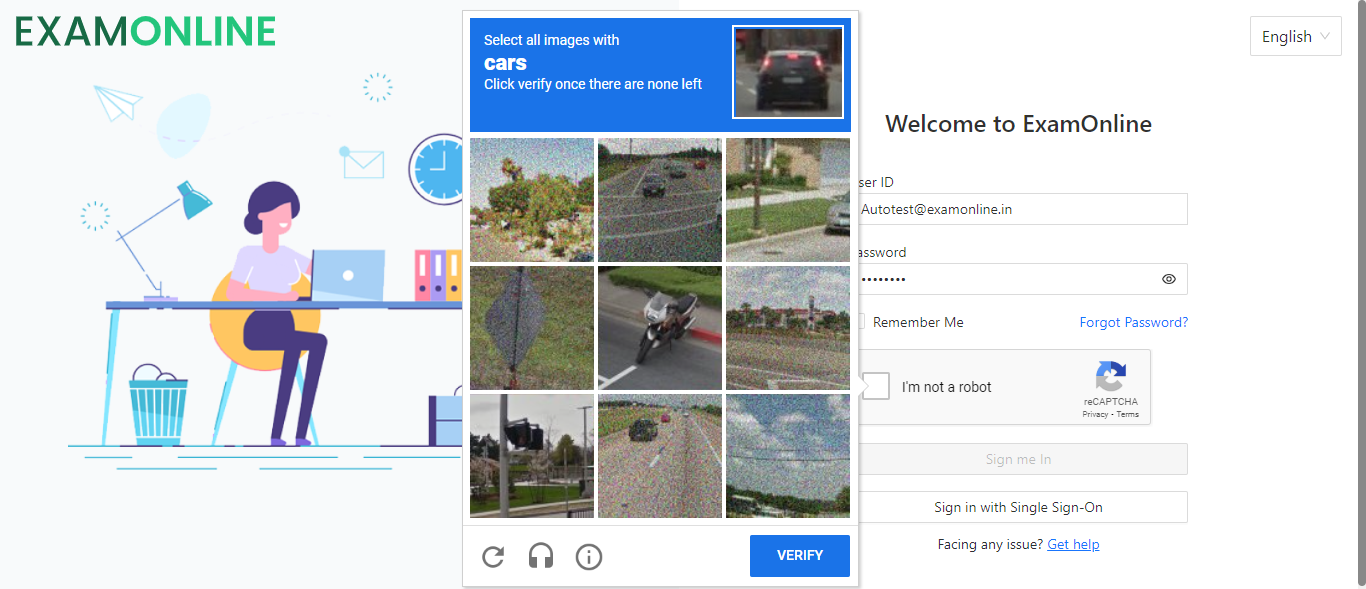 EXAMONLINE
English
Select all images with
cars
Click verify once there are none left
Welcome to ExamOnline
ser ID
Autotest@examonline.in
assword
Remember Me
Forgot Password?
I'm not a robot
reCAPTCHA
Privacy - Terms
Sign me In
Sign in with Single Sign-On
Facing any issue? Get help
VERIFY